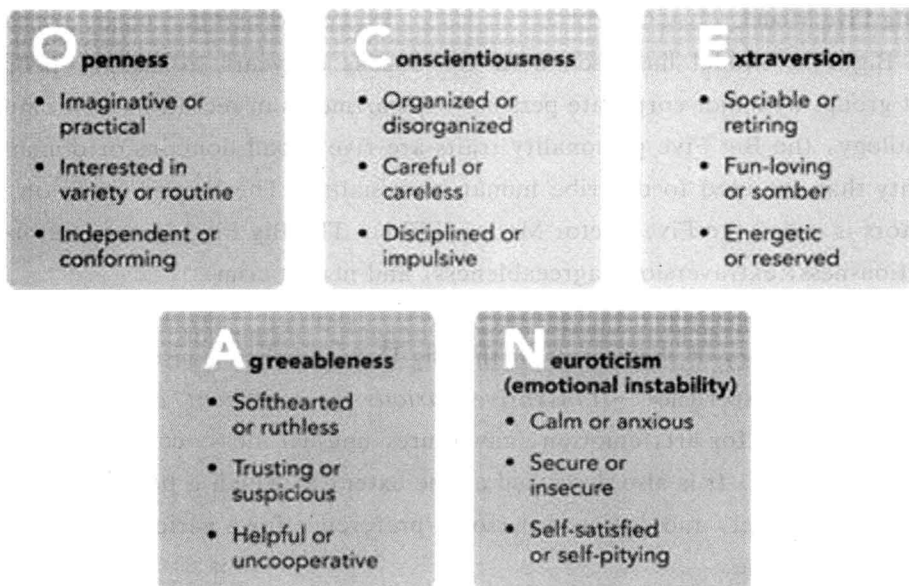 Openness
• Imaginative or
practical
• Interested in
variety or routine
• Independent or
conforming
Conscientiousness
• Organized or
disorganized
• Careful or
careless
• Disciplined or
impulsive
Extraversion
• Sociable or
retiring
• Fun-loving
or somber
• Energetic
or reserved
Agreeableness
• Softhearted
or ruthless
• Trusting or
suspicious
• Helpful or
uncooperative
Neuroticism
(emotional instability)
• Calm or anxious
• Secure or
insecure
• Self-satisfied
or self-pitying